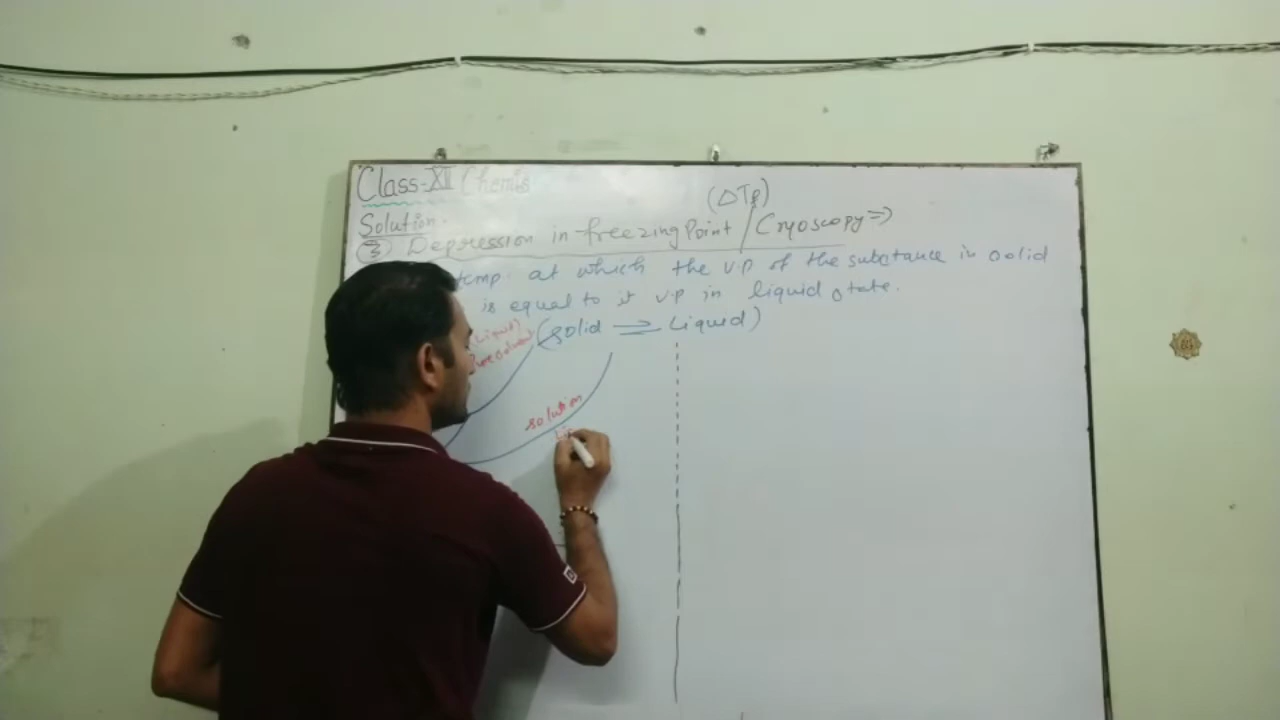 Class-XII Chemis
Solution.
(ΔTf)
③ Depression in freezing Point / Cryoscopy ⇒
temp. at which the V.P of the substance in solid
is equal to it V.P in liquid state.
(Liquid)
(solid ⇌ Liquid)
solution